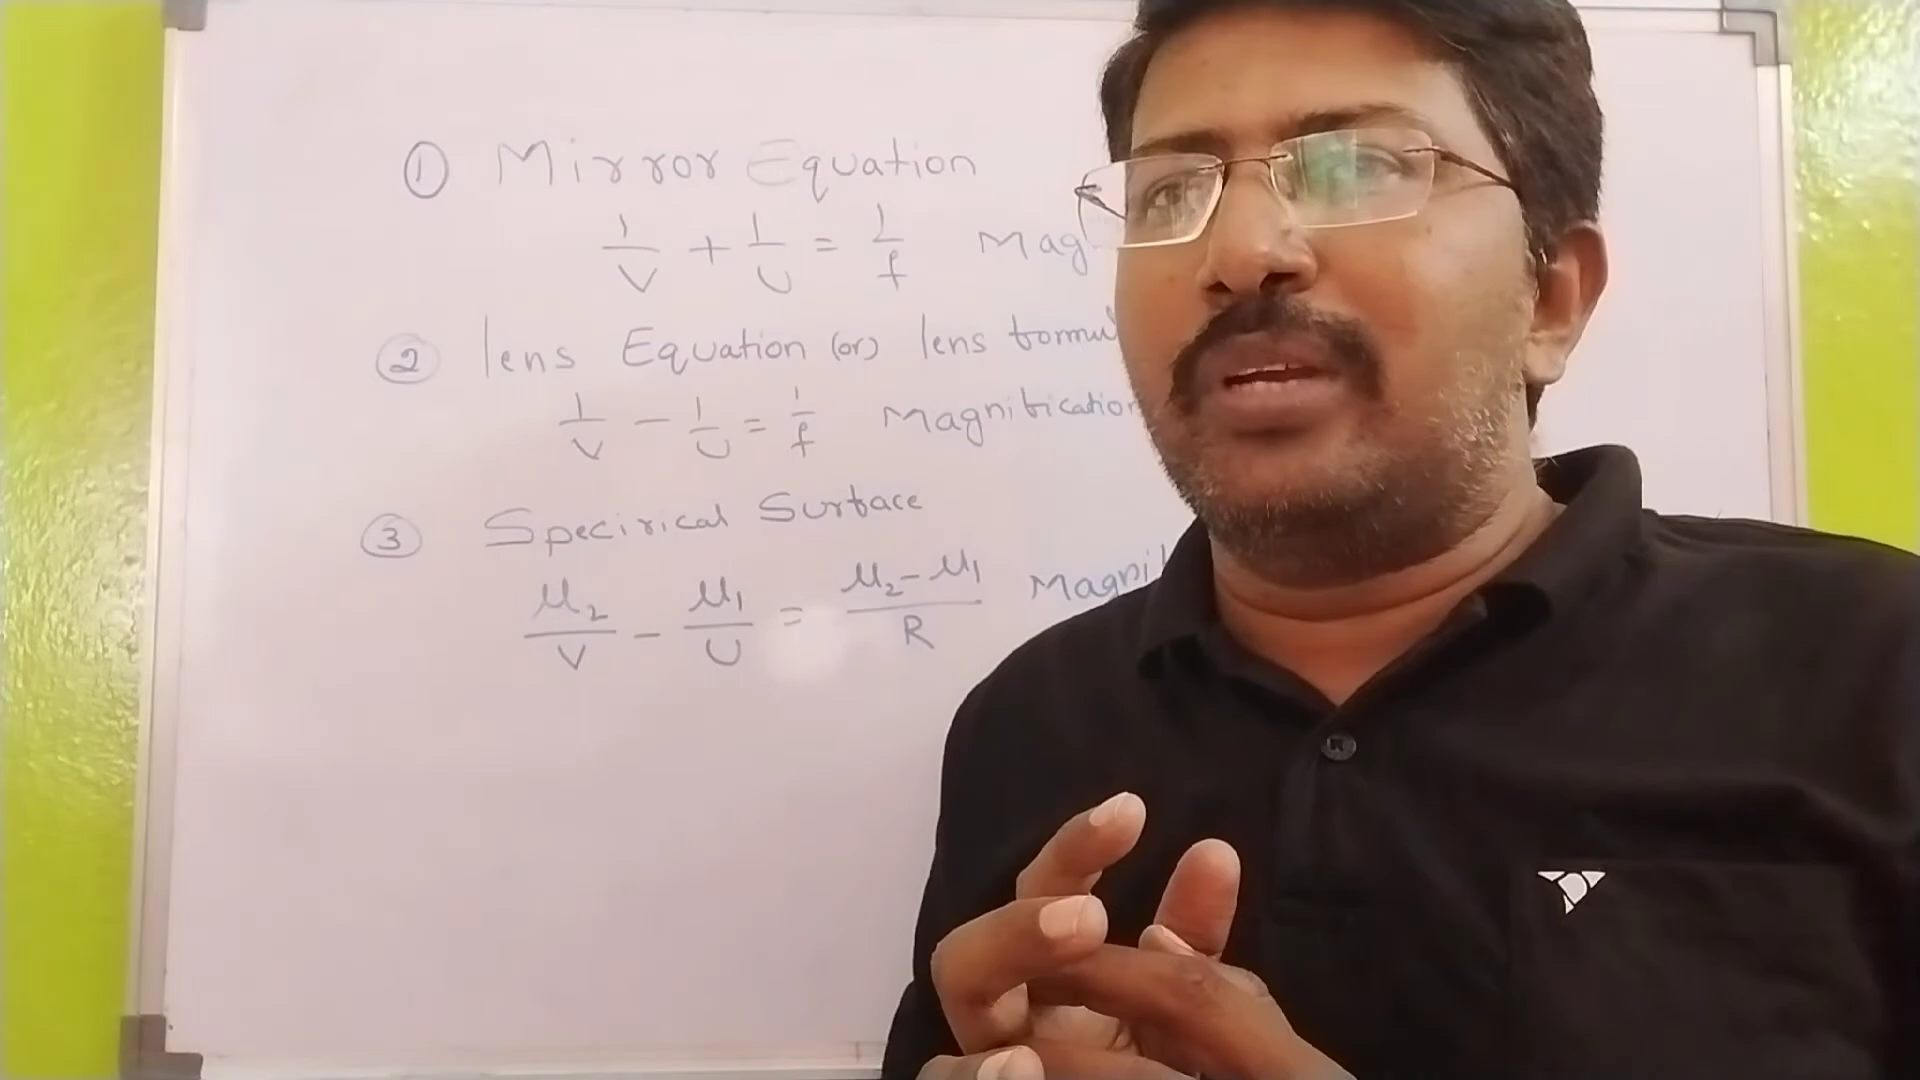 ① Mirror Equation
1/V + 1/U = 1/f Mag
② lens Equation (or) lens formu
1/V - 1/U = 1/f Magnification
③ Specirical Surface
μ₂/V - μ₁/U = μ₂-μ₁/R Magni